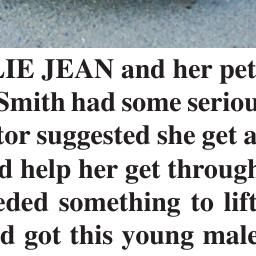 LIE JEAN and her pet
Smith had some seriou
tor suggested she get a
d help her get through
eded something to lift
d got this young male